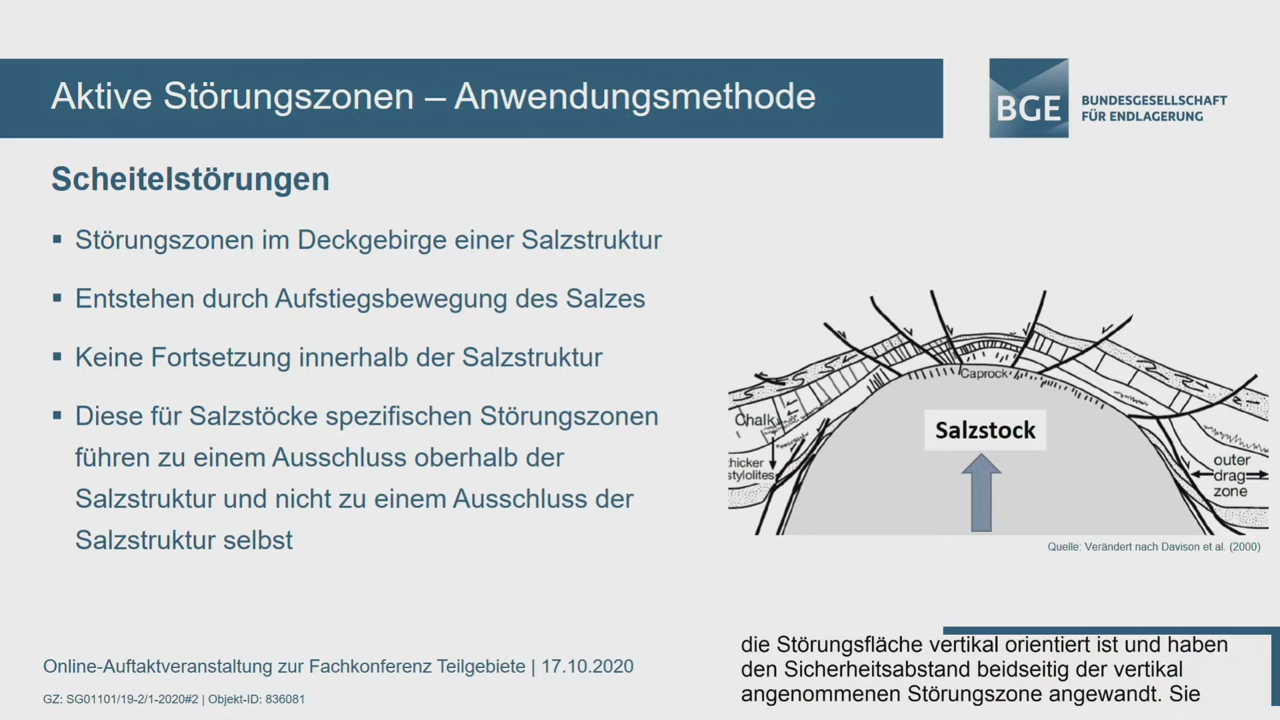 Aktive Störungszonen – Anwendungsmethode
BGE
BUNDESGESELLSCHAFT
FÜR ENDLAGERUNG
Scheitelstörungen
▪ Störungszonen im Deckgebirge einer Salzstruktur
▪ Entstehen durch Aufstiegsbewegung des Salzes
▪ Keine Fortsetzung innerhalb der Salzstruktur
▪ Diese für Salzstöcke spezifischen Störungszonen
führen zu einem Ausschluss oberhalb der
Salzstruktur und nicht zu einem Ausschluss der
Salzstruktur selbst
Caprock
Chalk
Salzstock
thicker
stylolites
outer
drag
zone
Quelle: Verändert nach Davison et al. (2000)
Online-Auftaktveranstaltung zur Fachkonferenz Teilgebiete | 17.10.2020
GZ: SG01101/19-2/1-2020#2 | Objekt-ID: 836081
die Störungsfläche vertikal orientiert ist und haben
den Sicherheitsabstand beidseitig der vertikal
angenommenen Störungszone angewandt. Sie